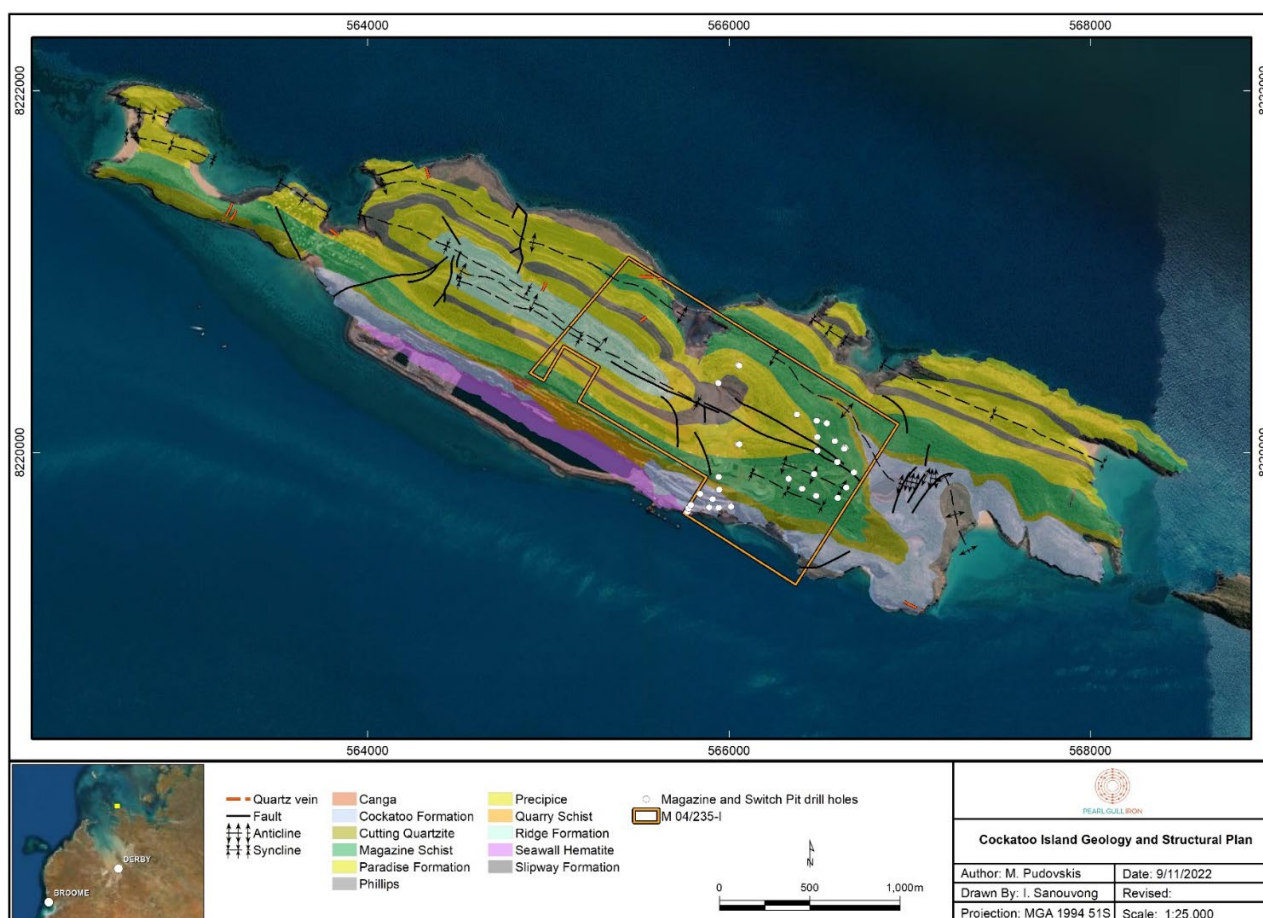 564000 566000 568000
8222000 8222000
8220000 8220000
564000 566000 568000
DERBY
BROOME
Quartz vein
Fault
Anticline
Syncline
Canga
Cockatoo Formation
Cutting Quartzite
Magazine Schist
Paradise Formation
Phillips
Precipice
Quarry Schist
Ridge Formation
Seawall Hematite
Slipway Formation
Magazine and Switch Pit drill holes
M 04/235-I
N
0 500 1,000m
PEARL GULL IRON
Cockatoo Island Geology and Structural Plan
Author: M. Pudovskis Date: 9/11/2022
Drawn By: I. Sanouvong Revised:
Projection: MGA 1994 51S Scale: 1:25,000